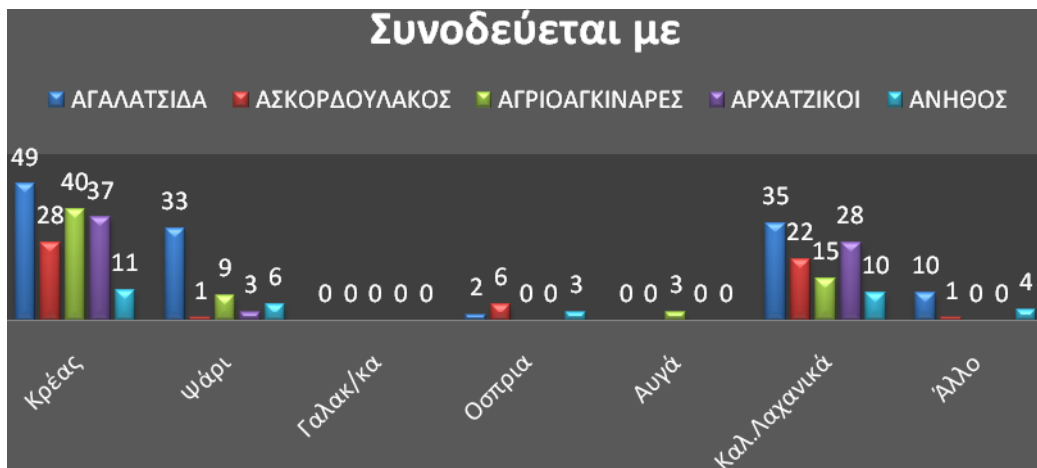 Συνοδεύεται με
ΑΓΑΛΑΤΣΙΔΑ ΑΣΚΟΡΔΟΥΛΑΚΟΣ ΑΓΡΙΟΑΓΚΙΝΑΡΕΣ ΑΡΧΑΤΖΙΚΟΙ ΑΝΗΘΟΣ
49 28 40 37 11 33 1 9 3 6 0 0 0 0 0 2 6 0 0 3 0 0 3 0 0 35 22 15 28 10 10 1 0 0 4
Κρέας Ψάρι Γαλακ/κα Οσπρια Αυγά Καλ.Λαχανικά Άλλο